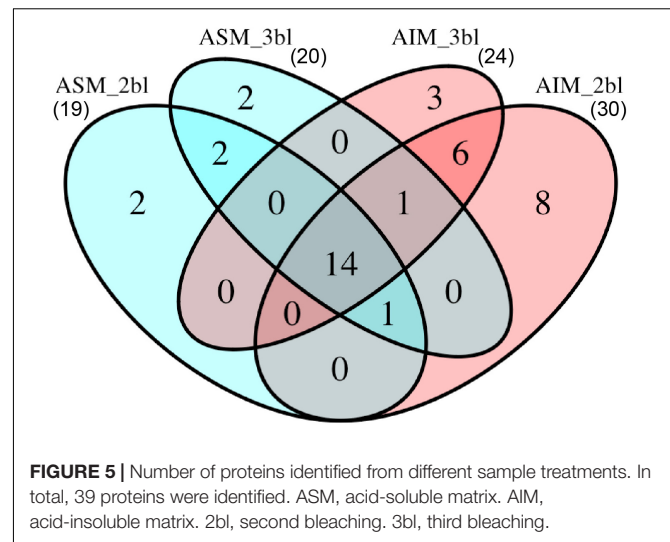 ASM_3bl
(20)
AIM_3bl
(24)
ASM_2bl
(19)
AIM_2bl
(30)
2
3
0
2
6
2
0
1
8
14
0
0
0
1
0
FIGURE 5 | Number of proteins identified from different sample treatments. In
total, 39 proteins were identified. ASM, acid-soluble matrix. AIM,
acid-insoluble matrix. 2bl, second bleaching. 3bl, third bleaching.